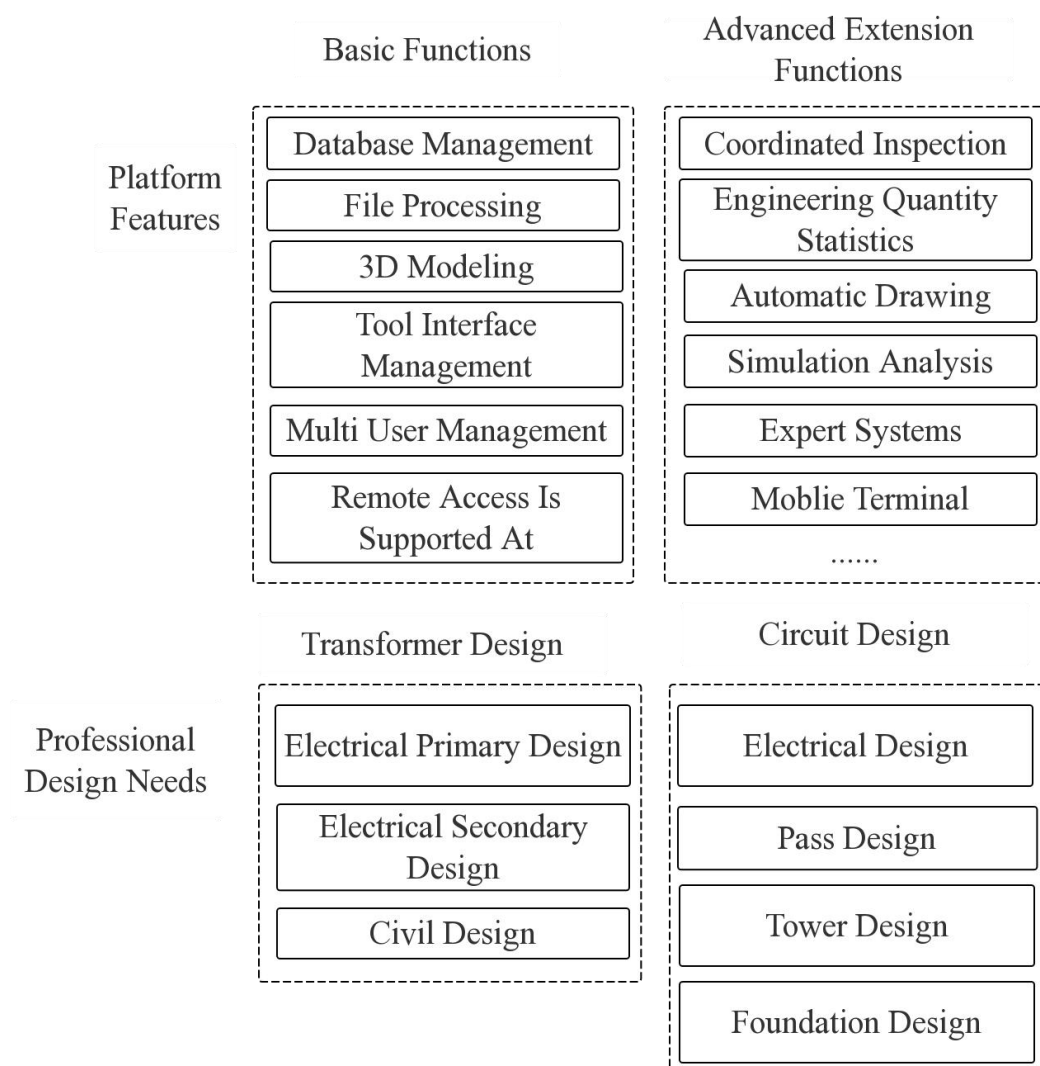 Basic Functions
Advanced Extension
Functions
Platform
Features
Database Management
File Processing
3D Modeling
Tool Interface
Management
Multi User Management
Remote Access Is
Supported At
Coordinated Inspection
Engineering Quantity
Statistics
Automatic Drawing
Simulation Analysis
Expert Systems
Moblie Terminal
......
Transformer Design
Circuit Design
Professional
Design Needs
Electrical Primary Design
Electrical Secondary
Design
Civil Design
Electrical Design
Pass Design
Tower Design
Foundation Design